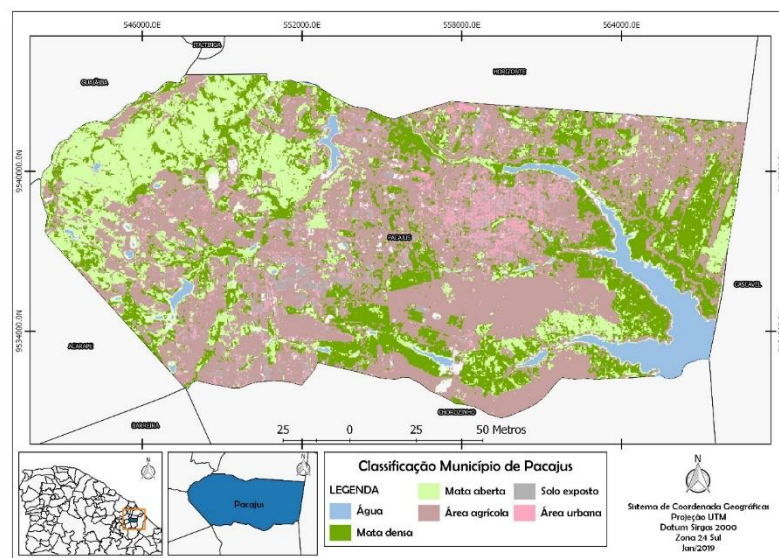 546000.0E 552000.0E 558000.0E 564000.0E
ITAITINGA
GUAIÚBA
HORIZONTE
N
9540000.0N
PACAJUS
CASCAVEL
9534000.0N
ACARAPE
BARREIRA
CHOROZINHO
25 0 25 50 Metros
N
N
Pacajus
Classificação Município de Pacajus
LEGENDA
Água
Mata densa
Mata aberta
Área agrícola
Solo exposto
Área urbana
N
Sistema de Coordenada Geográficas
Projeção UTM
Datum Sirgas 2000
Zona 24 Sul
Jan/2019